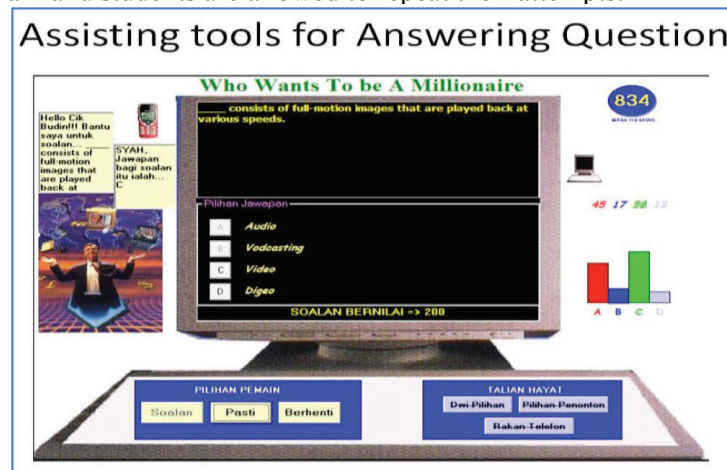 Assisting tools for Answering Question
Who Wants To be A Millionaire
Hello Cik
Budin!!! Bantu
saya untuk
soalan... ____
consists of
full-motion
images that
are played
back at
SYAH,
Jawapan
bagi soalan
itu ialah...
C
____ consists of full-motion images that are played back at
various speeds.
Pilihan Jawapan
A Audio
B Vodcasting
C Video
D Digeo
SOALAN BERNILAI => 200
834
45 17 58 13
A B C D
PILIHAN PEMAIN
Soalan Pasti Berhenti
TALIAN HAYAT
Dwi Pilihan Pilihan Penonton
Rakan Telefon